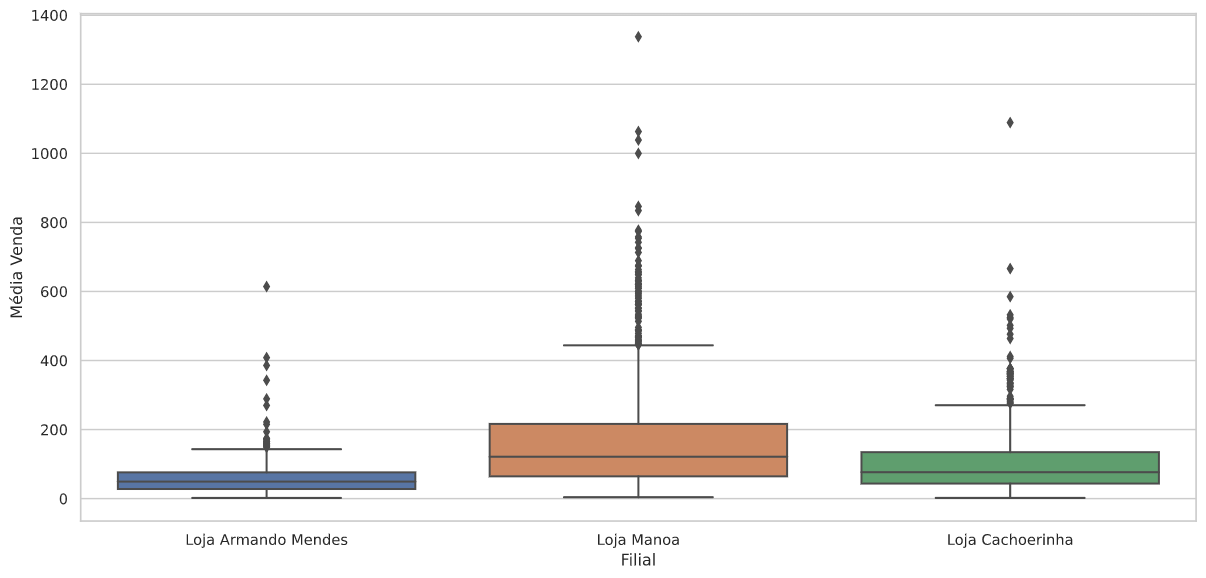 1400
1200
1000
800
600
400
200
0
Média Venda
Loja Armando Mendes
Loja Manoa
Loja Cachoerinha
Filial